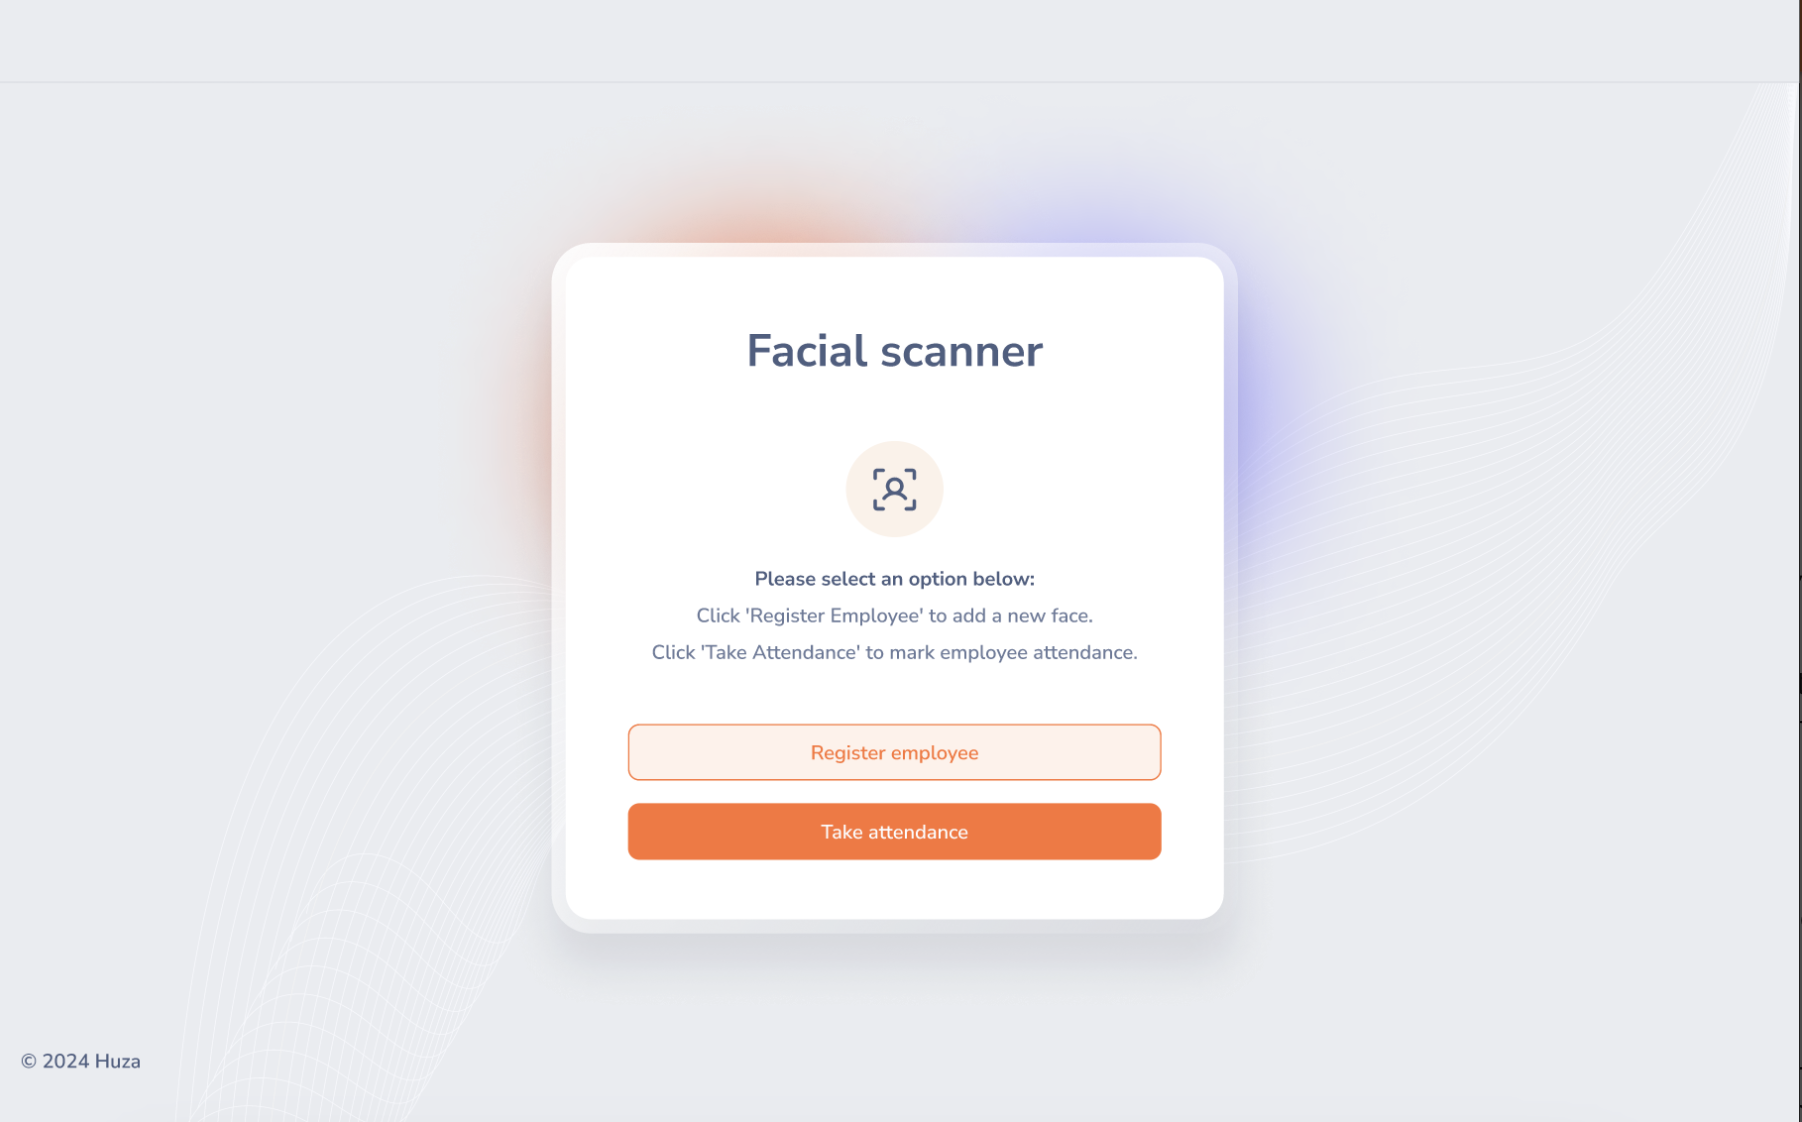 Facial scanner
Please select an option below:
Click 'Register Employee' to add a new face.
Click 'Take Attendance' to mark employee attendance.
Register employee
Take attendance
© 2024 Huza